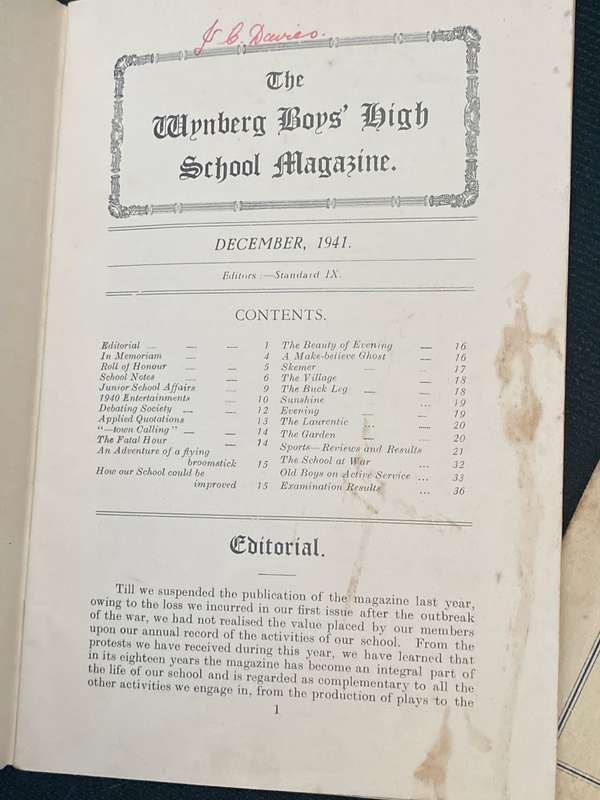 J C. Davies.
The
Wynberg Boys' High
School Magazine.
DECEMBER, 1941.
Editors :—Standard IX.
CONTENTS.
Editorial — — — 1
In Memoriam — 4
Roll of Honour — — 5
School Notes — — 6
Junior School Affairs — 9
1940 Entertainments — 10
Debating Society — — 12
Applied Quotations 13
"—town Calling" — — 14
The Fatal Hour — 14
An Adventure of a flying
broomstick 15
How our School could be
improved 15
The Beauty of Evening — 16
A Make-believe Ghost — 16
Skemer — — 17
The Village — 18
The Buck Leg — — 18
Sunshine ... 19
Evening — — 19
The Laurentic ... — 20
The Garden — — 20
Sports—Reviews and Results 21
The School at War ... 32
Old Boys on Active Service ... 33
Examination Results ... 36
Editorial.
Till we suspended the publication of the magazine last year,
owing to the loss we incurred in our first issue after the outbreak
of the war, we had not realised the value placed by our members
upon our annual record of the activities of our school. From the
protests we have received during this year, we have learned that
in its eighteen years the magazine has become an integral part of
the life of our school and is regarded as complementary to all the
other activities we engage in, from the production of plays to the
1